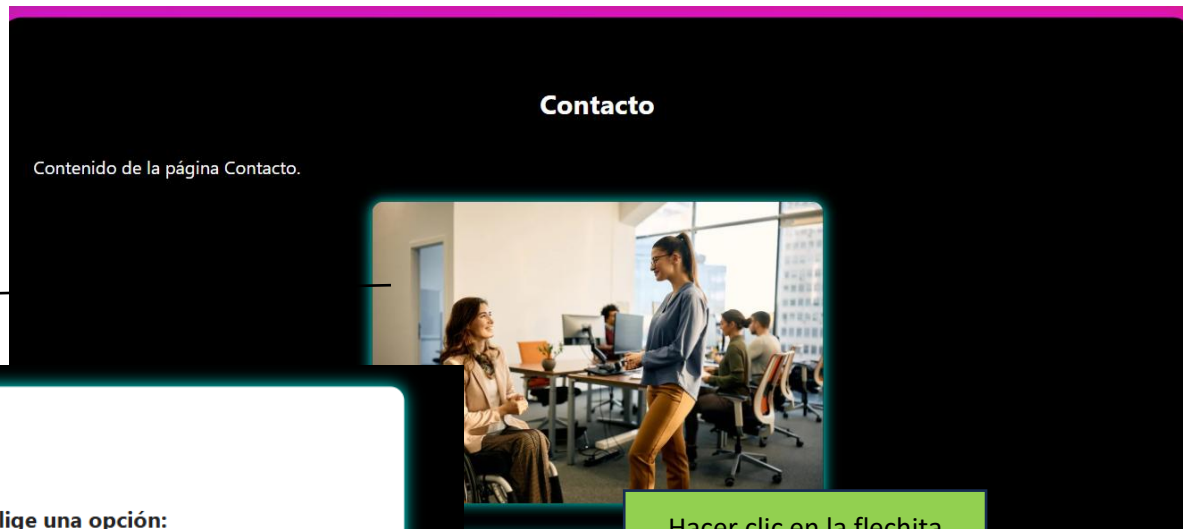 Contacto
Contenido de la página Contacto.
lige una opción:
Hacer clic en la flechita